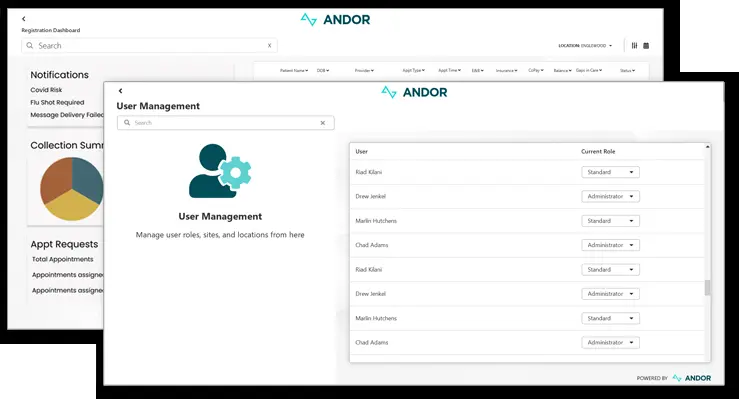 ANDOR
Registration Dashboard
Search
x
LOCATION: ENGLEWOOD
Notifications
Covid Risk
Flu Shot Required
Message Delivery Failed
Patient Name
DOB
Provider
Appt Type
Appt Time
E&B
Insurance
CoPay
Balance
Gaps in Care
Status
Collection Summ
Appt Requests
Total Appointments
Appointments assigned
Appointments assigned
ANDOR
User Management
Search
User Management
Manage user roles, sites, and locations from here
User Current Role
Riad Kilani Standard
Drew Jenkel Administrator
Marlin Hutchens Standard
Chad Adams Administrator
Riad Kilani Standard
Drew Jenkel Administrator
Marlin Hutchens Standard
Chad Adams Administrator
POWERED BY ANDOR